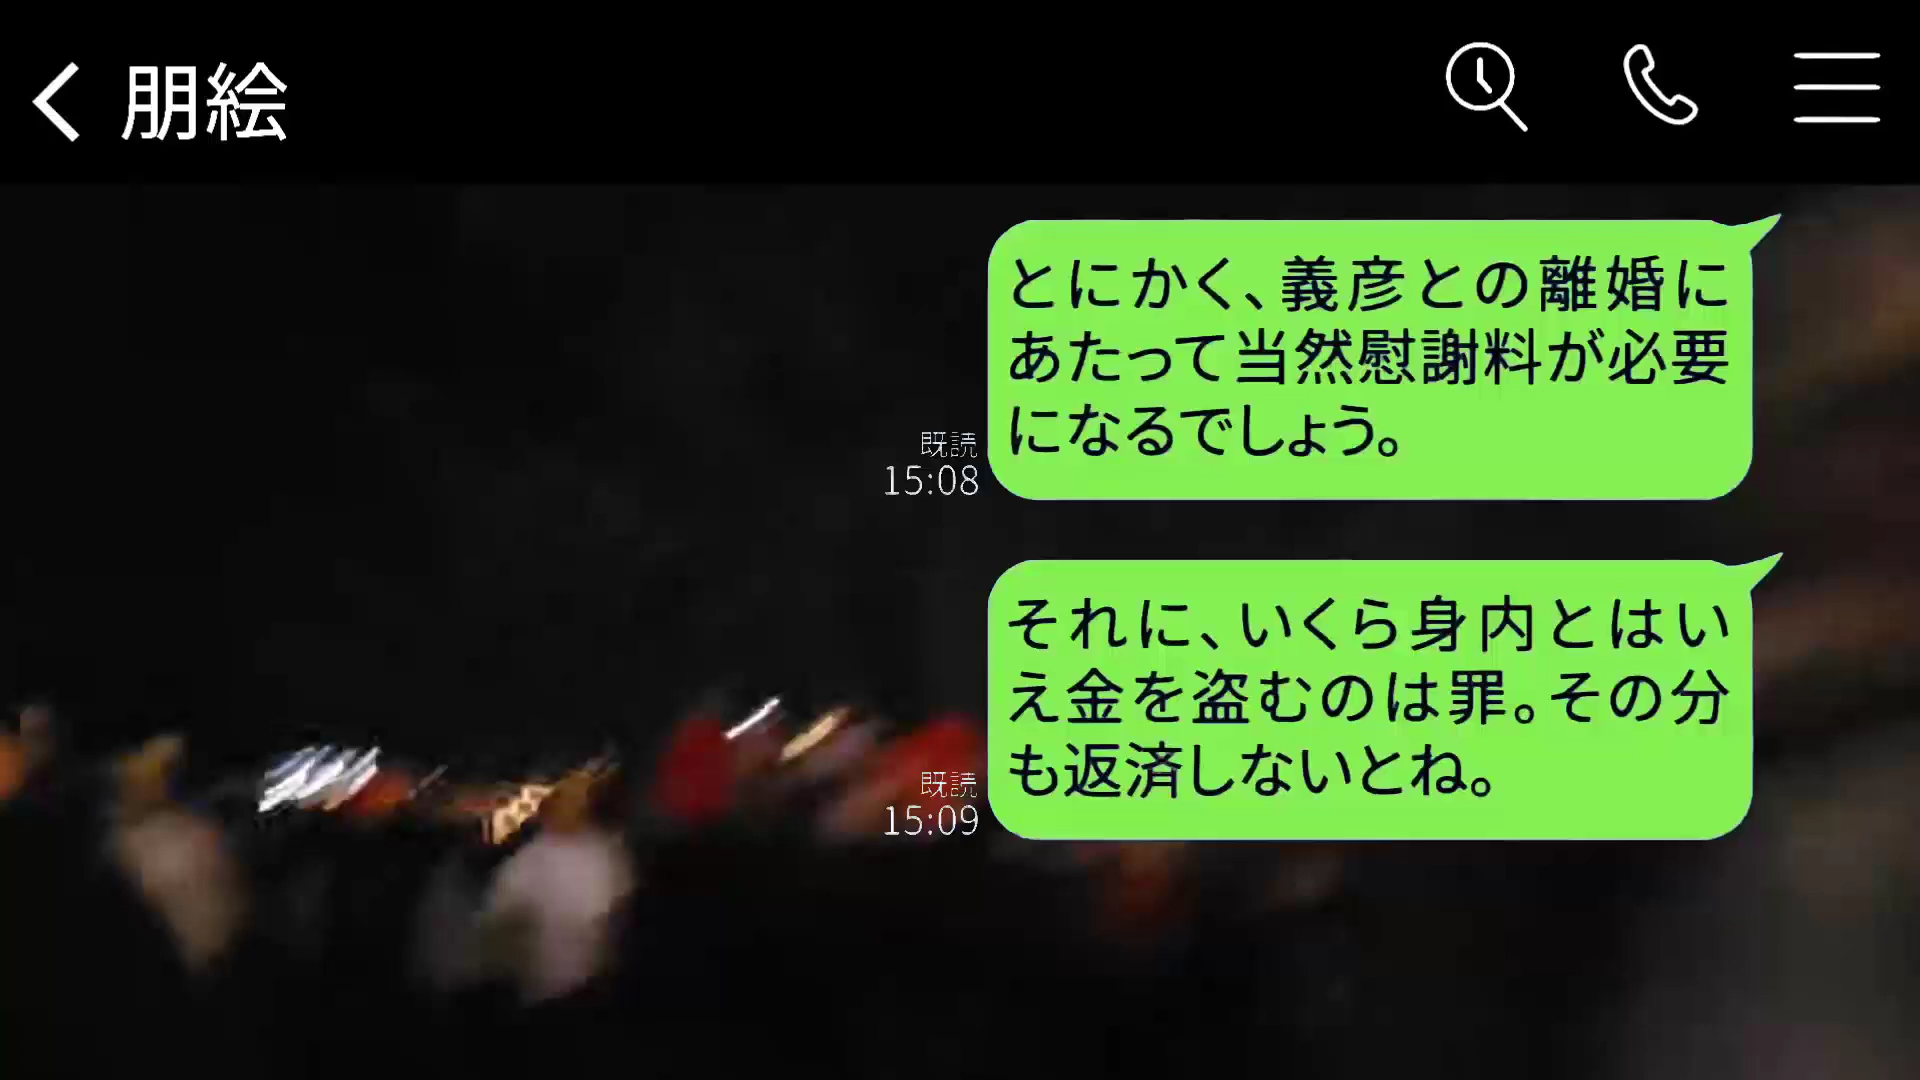 朋絵
とにかく、義彦との離婚に
あたって当然慰謝料が必要
になるでしょう。
既読
15:08
それに、いくら身内とはい
え金を盗むのは罪。その分
も返済しないとね。
既読
15:09